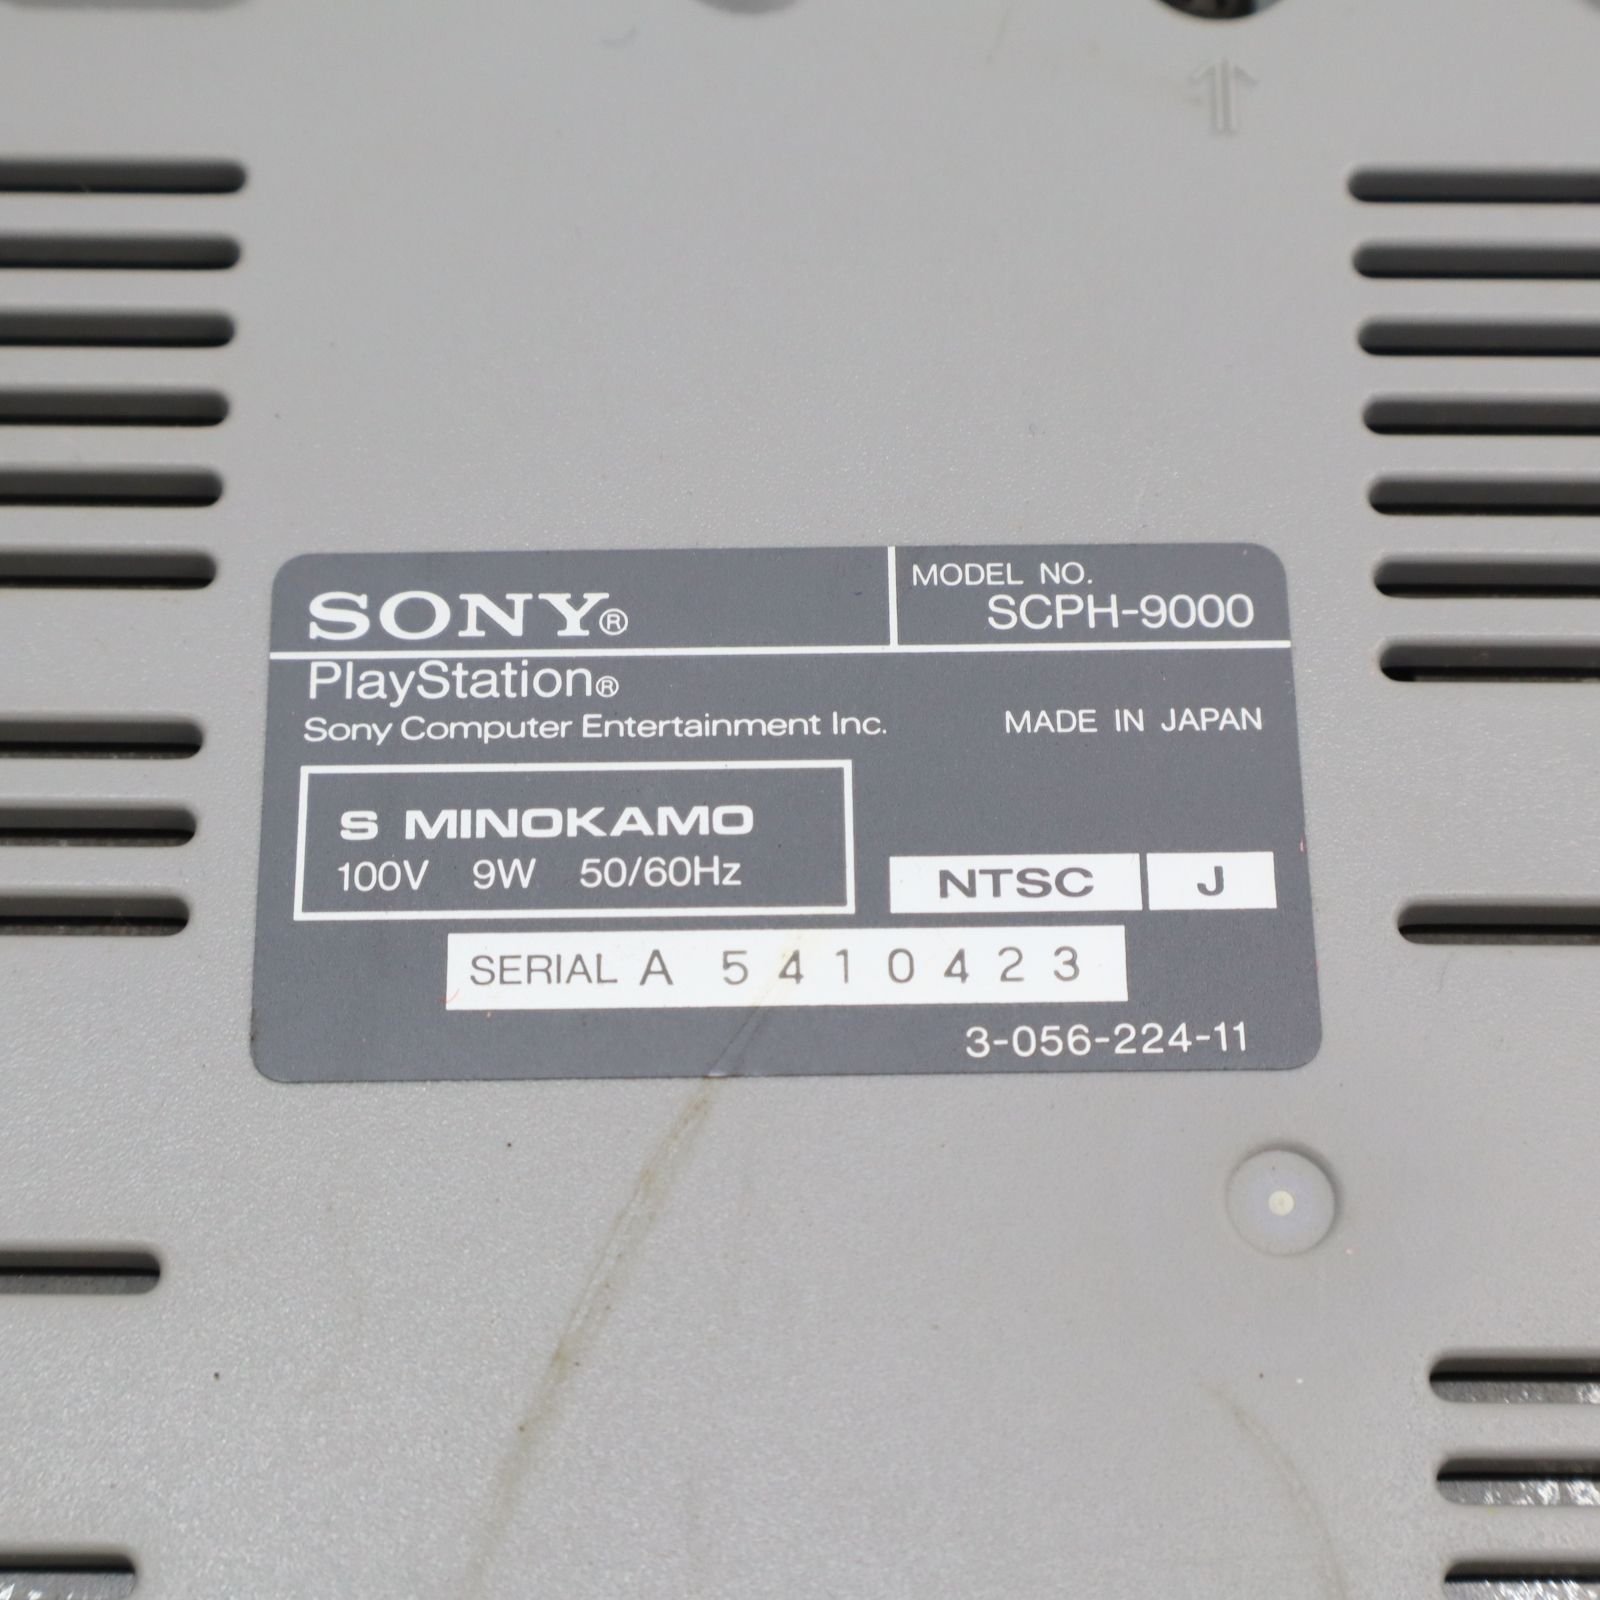 SONY®
MODEL NO.
SCPH-9000
PlayStation®
Sony Computer Entertainment Inc.
MADE IN JAPAN
S MINOKAMO
100V 9W 50/60Hz
NTSC J
SERIAL A 5410423
3-056-224-11